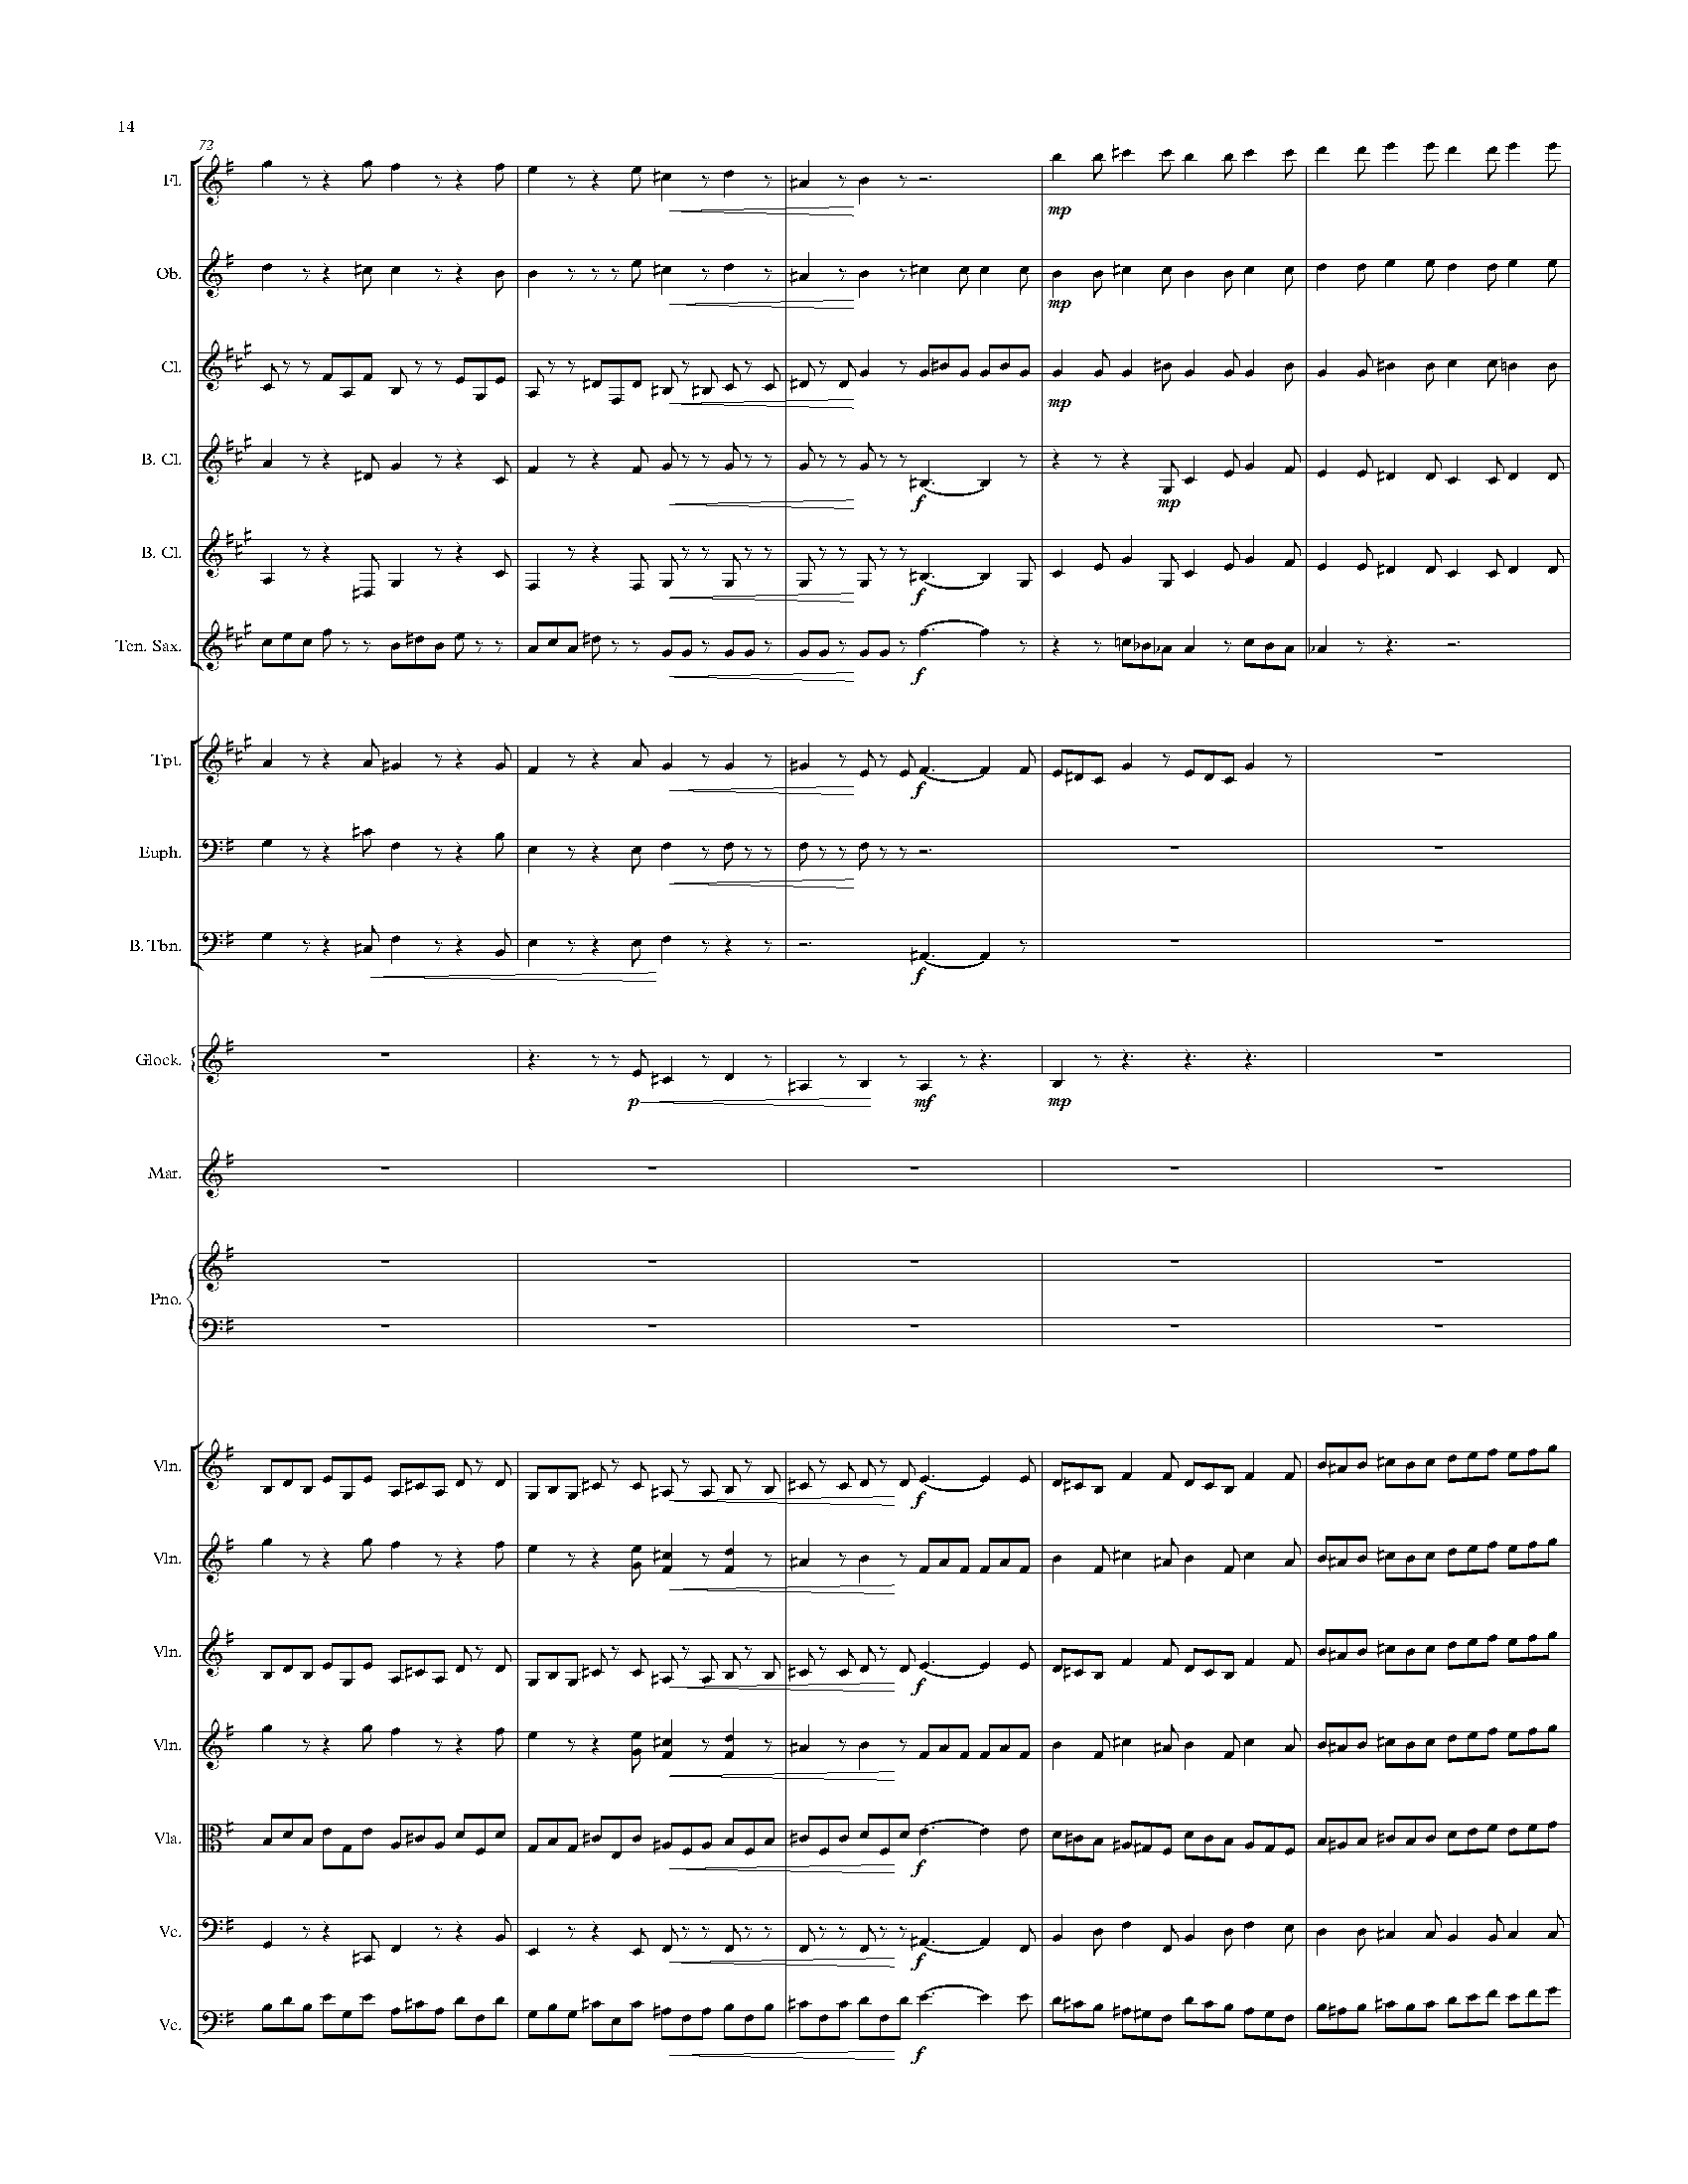 14
72
Fl.
mp
Ob.
mp
Cl.
mp
B. Cl.
f
mp
B. Cl.
f
Ten. Sax.
f
Tpt.
f
Euph.
B. Tbn.
f
Glock.
p
mf
mp
Mar.
Pno.
Vln.
f
Vln.
Vln.
f
Vln.
Vla.
f
Vc.
f
Vc.
f